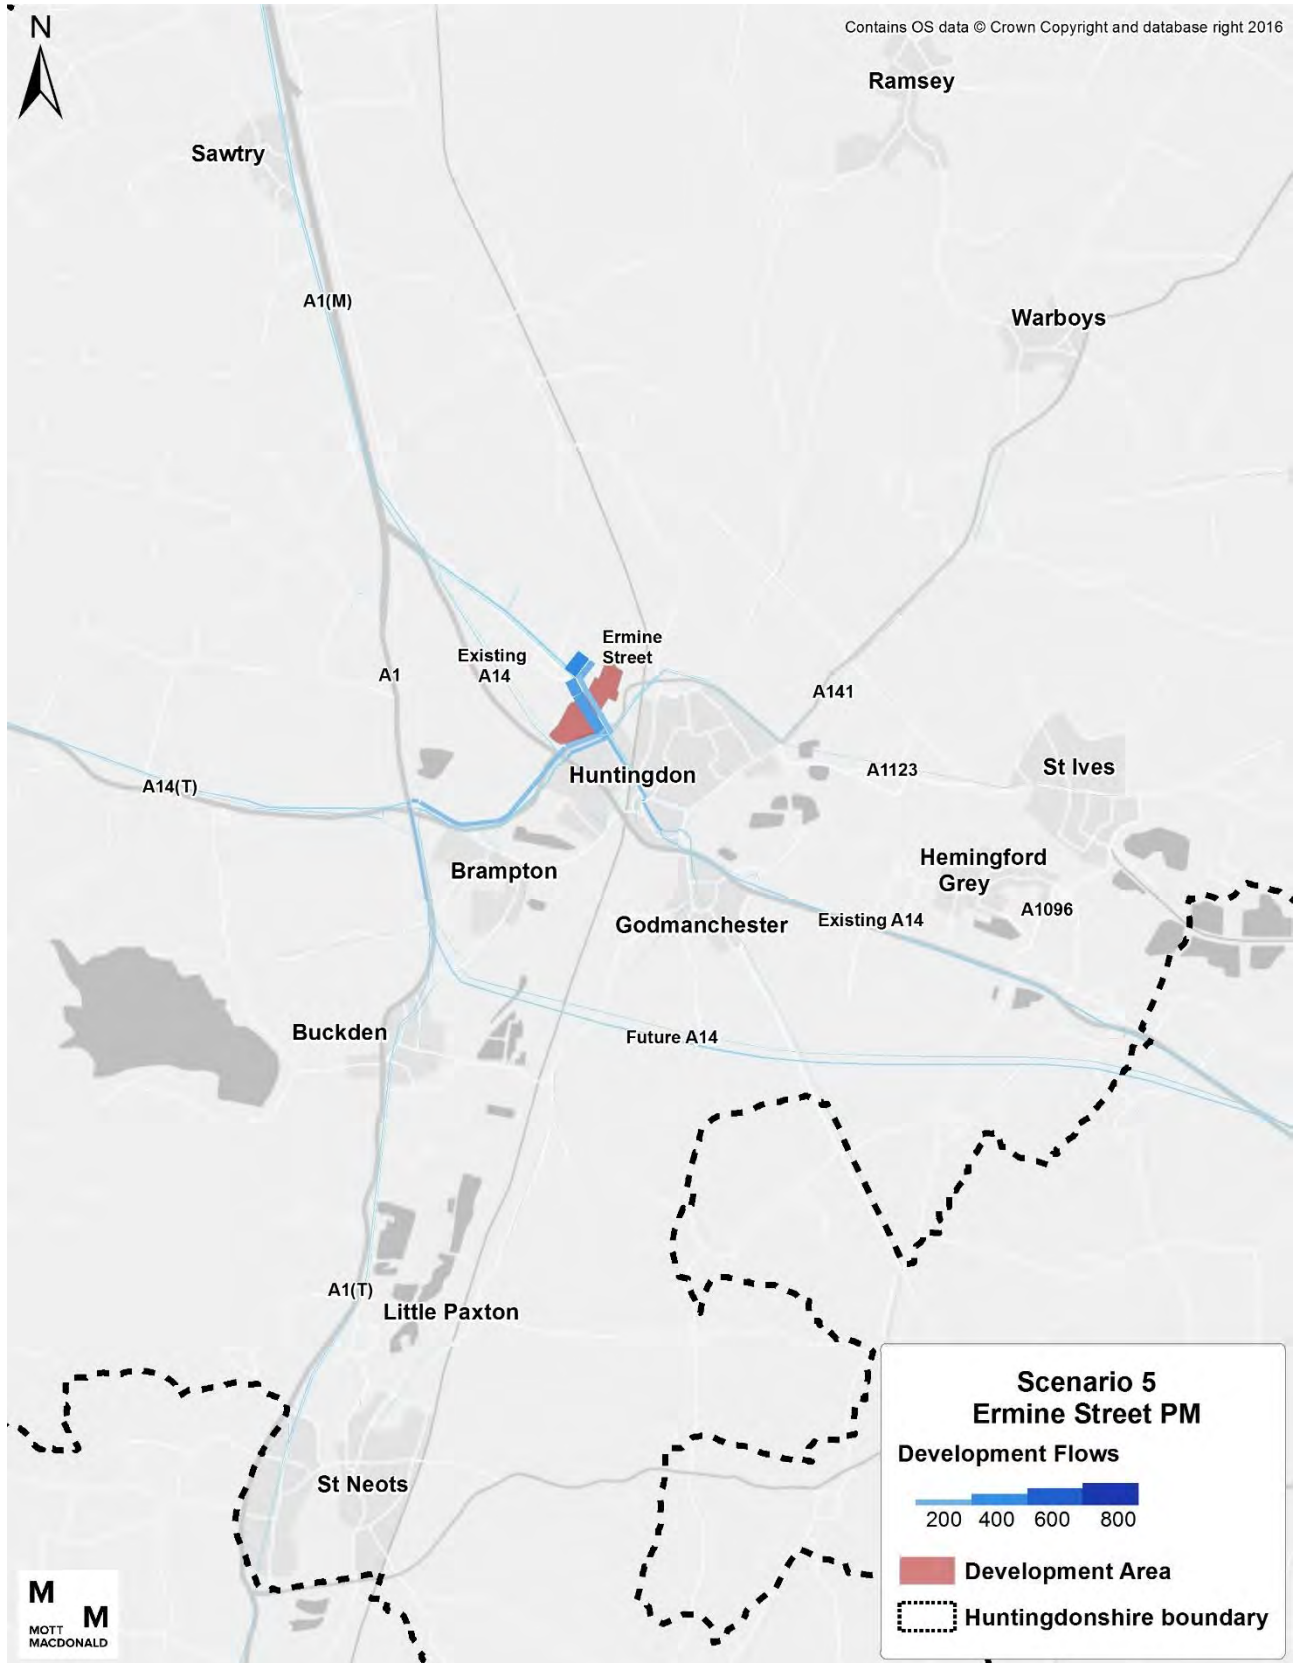 N
Contains OS data © Crown Copyright and database right 2016
Ramsey
Sawtry
A1(M)
Warboys
Ermine
Street
Existing
A14
A1
A141
A14(T)
Huntingdon
A1123
St Ives
Brampton
Hemingford
Grey
A1096
Godmanchester
Existing A14
Buckden
Future A14
A1(T)
Little Paxton
St Neots
Scenario 5
Ermine Street PM
Development Flows
200 400 600 800
Development Area
Huntingdonshire boundary
M
M
MOTT
MACDONALD